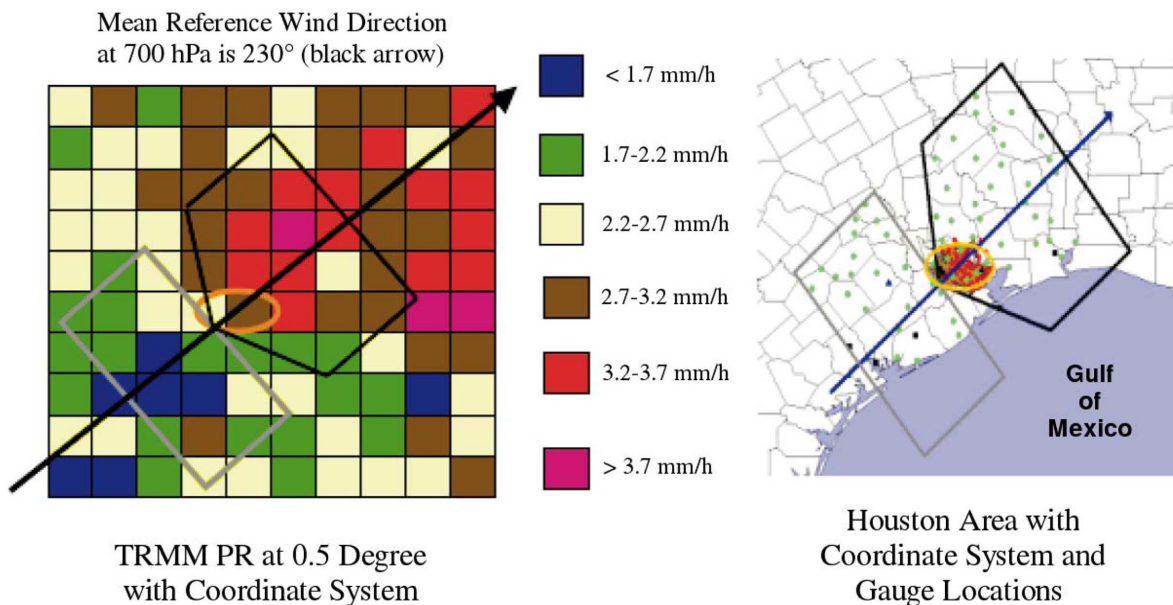 Mean Reference Wind Direction
at 700 hPa is 230° (black arrow)
< 1.7 mm/h
1.7-2.2 mm/h
2.2-2.7 mm/h
2.7-3.2 mm/h
3.2-3.7 mm/h
> 3.7 mm/h
TRMM PR at 0.5 Degree
with Coordinate System
Gulf
of
Mexico
Houston Area with
Coordinate System and
Gauge Locations